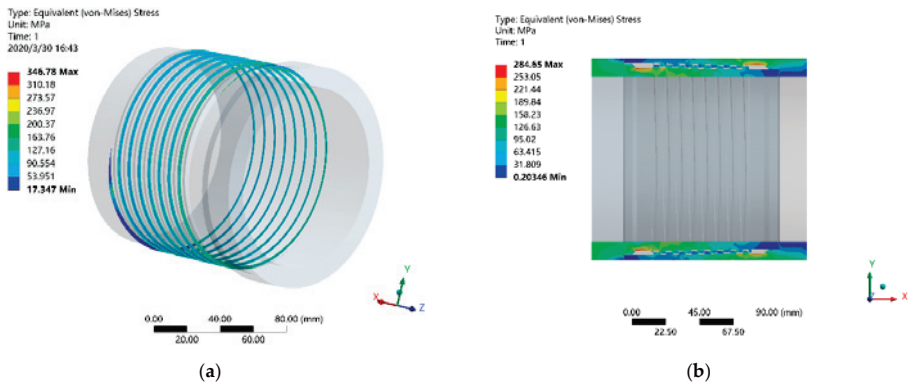 Type: Equivalent (von-Mises) Stress
Unit: MPa
Time: 1
2020/3/30 16:43
346.78 Max
310.18
273.57
236.97
200.37
163.76
127.16
90.554
53.951
17.347 Min
Y
X
Z
0.00 40.00 80.00 (mm)
20.00 60.00
(a)
Type: Equivalent (von-Mises) Stress
Unit: MPa
Time: 1
284.65 Max
253.05
221.44
189.84
158.23
126.63
95.02
63.415
31.809
0.20346 Min
Y
X
0.00 45.00 90.00 (mm)
22.50 67.50
(b)